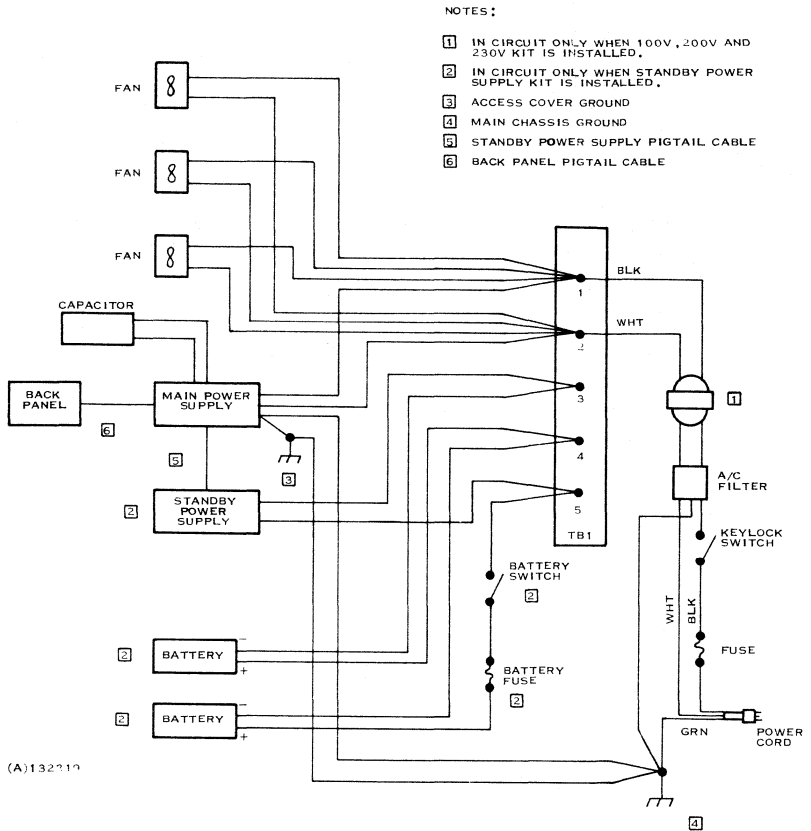 NOTES:
1 IN CIRCUIT ONLY WHEN 100V, 200V AND
230V KIT IS INSTALLED.
2 IN CIRCUIT ONLY WHEN STANDBY POWER
SUPPLY KIT IS INSTALLED.
3 ACCESS COVER GROUND
4 MAIN CHASSIS GROUND
5 STANDBY POWER SUPPLY PIGTAIL CABLE
6 BACK PANEL PIGTAIL CABLE
FAN
FAN
FAN
BLK
1
CAPACITOR
WHT
2
BACK
PANEL
MAIN POWER
SUPPLY
3
1
6
5
4
3
A/C
FILTER
2
STANDBY
POWER
SUPPLY
5
TB1
KEYLOCK
SWITCH
BATTERY
SWITCH
2
WHT
BLK
2
BATTERY
-
+
FUSE
BATTERY
FUSE
2
2
BATTERY
-
+
GRN
POWER
CORD
4